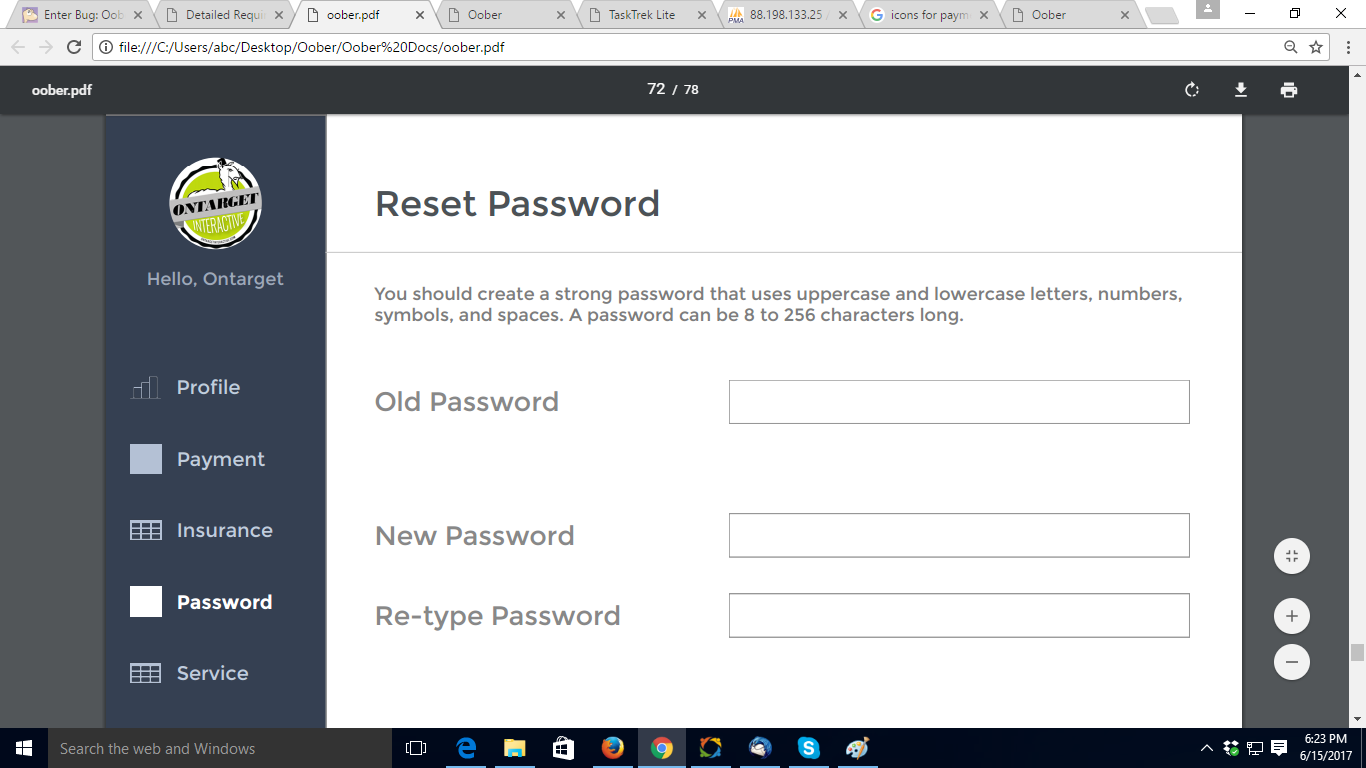 Enter Bug: Oob
Detailed Requi
oober.pdf
Oober
TaskTrek Lite
88.198.133.25 /
icons for paym
Oober
file:///C:/Users/abc/Desktop/Oober/Oober%20Docs/oober.pdf
oober.pdf
72 / 78
ONTARGET
INTERACTIVE
Hello, Ontarget
Profile
Payment
Insurance
Password
Service
Reset Password
You should create a strong password that uses uppercase and lowercase letters, numbers,
symbols, and spaces. A password can be 8 to 256 characters long.
Old Password
New Password
Re-type Password
Search the web and Windows
6:23 PM
6/15/2017